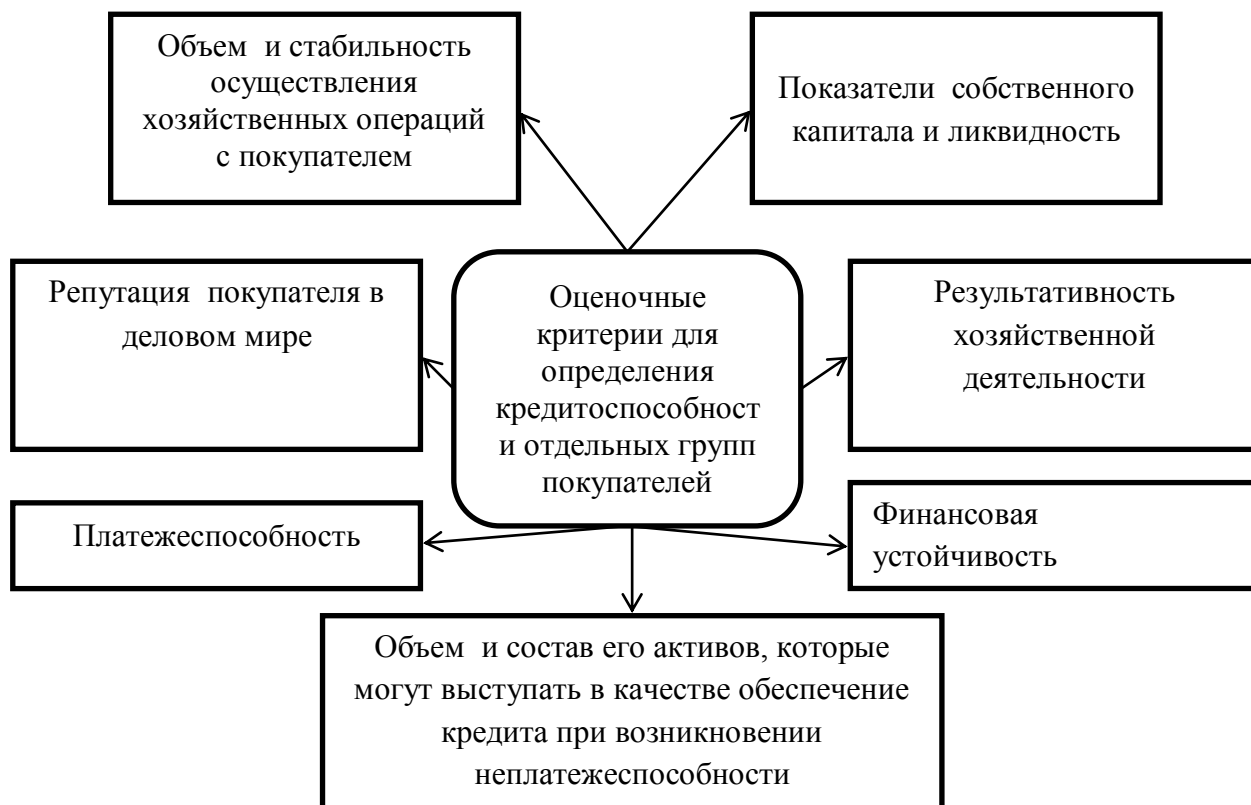 Объем и стабильность
осуществления
хозяйственных операций
с покупателем
Показатели собственного
капитала и ликвидность
Репутация покупателя в
деловом мире
Оценочные
критерии для
определения
кредитоспособност
и отдельных групп
покупателей
Результативность
хозяйственной
деятельности
Платежеспособность
Финансовая
устойчивость
Объем и состав его активов, которые
могут выступать в качестве обеспечение
кредита при возникновении
неплатежеспособности